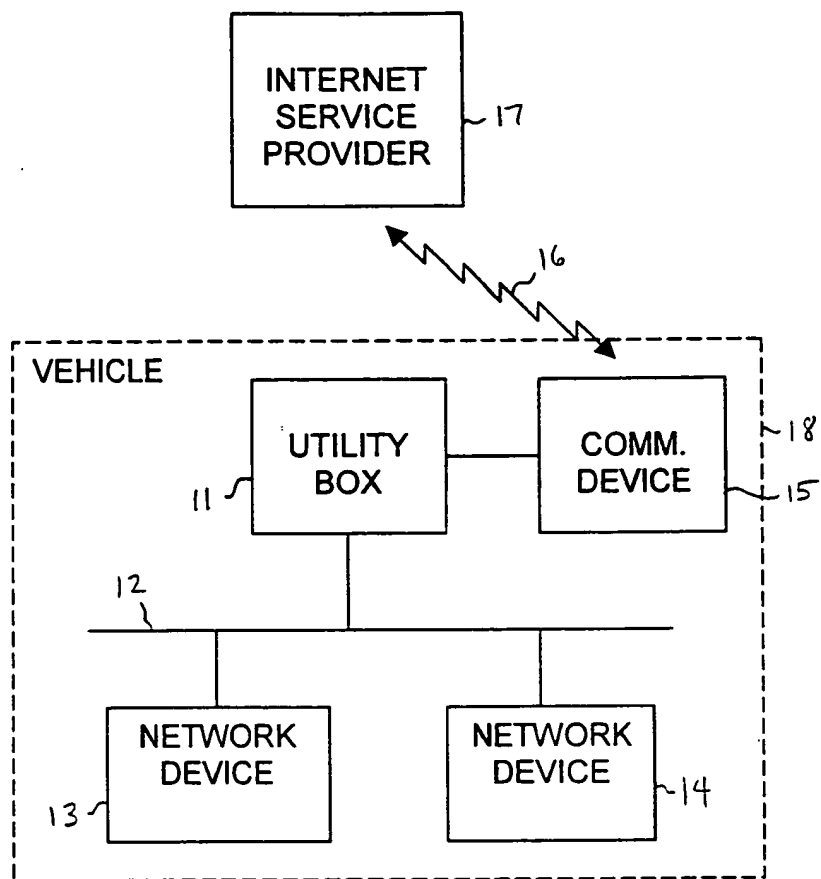 INTERNET
SERVICE
PROVIDER
17
16
VEHICLE
18
UTILITY
BOX
COMM.
DEVICE
11
15
12
NETWORK
DEVICE
NETWORK
DEVICE
13
14